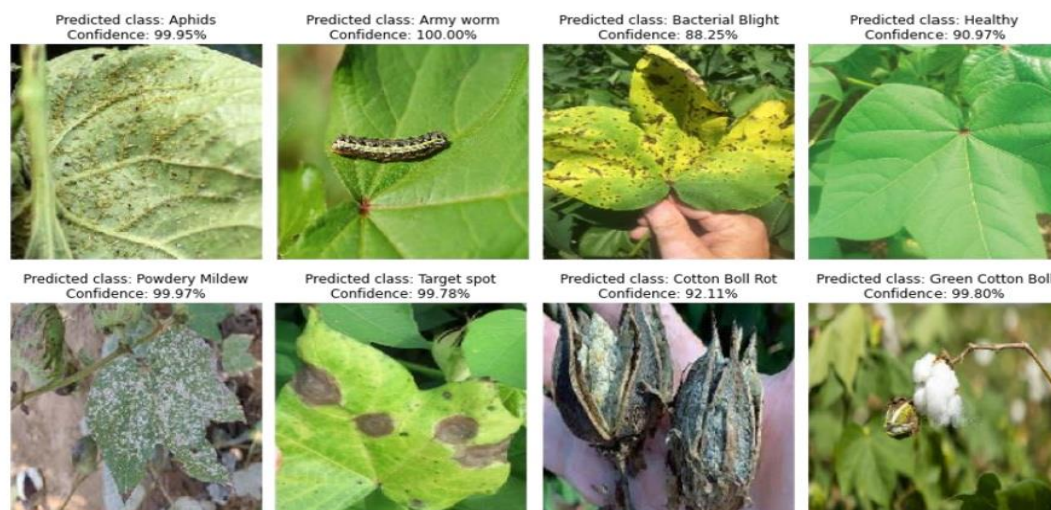 Predicted class: Aphids
Confidence: 99.95%
Predicted class: Army worm
Confidence: 100.00%
Predicted class: Bacterial Blight
Confidence: 88.25%
Predicted class: Healthy
Confidence: 90.97%
Predicted class: Powdery Mildew
Confidence: 99.97%
Predicted class: Target spot
Confidence: 99.78%
Predicted class: Cotton Boll Rot
Confidence: 92.11%
Predicted class: Green Cotton Boll
Confidence: 99.80%